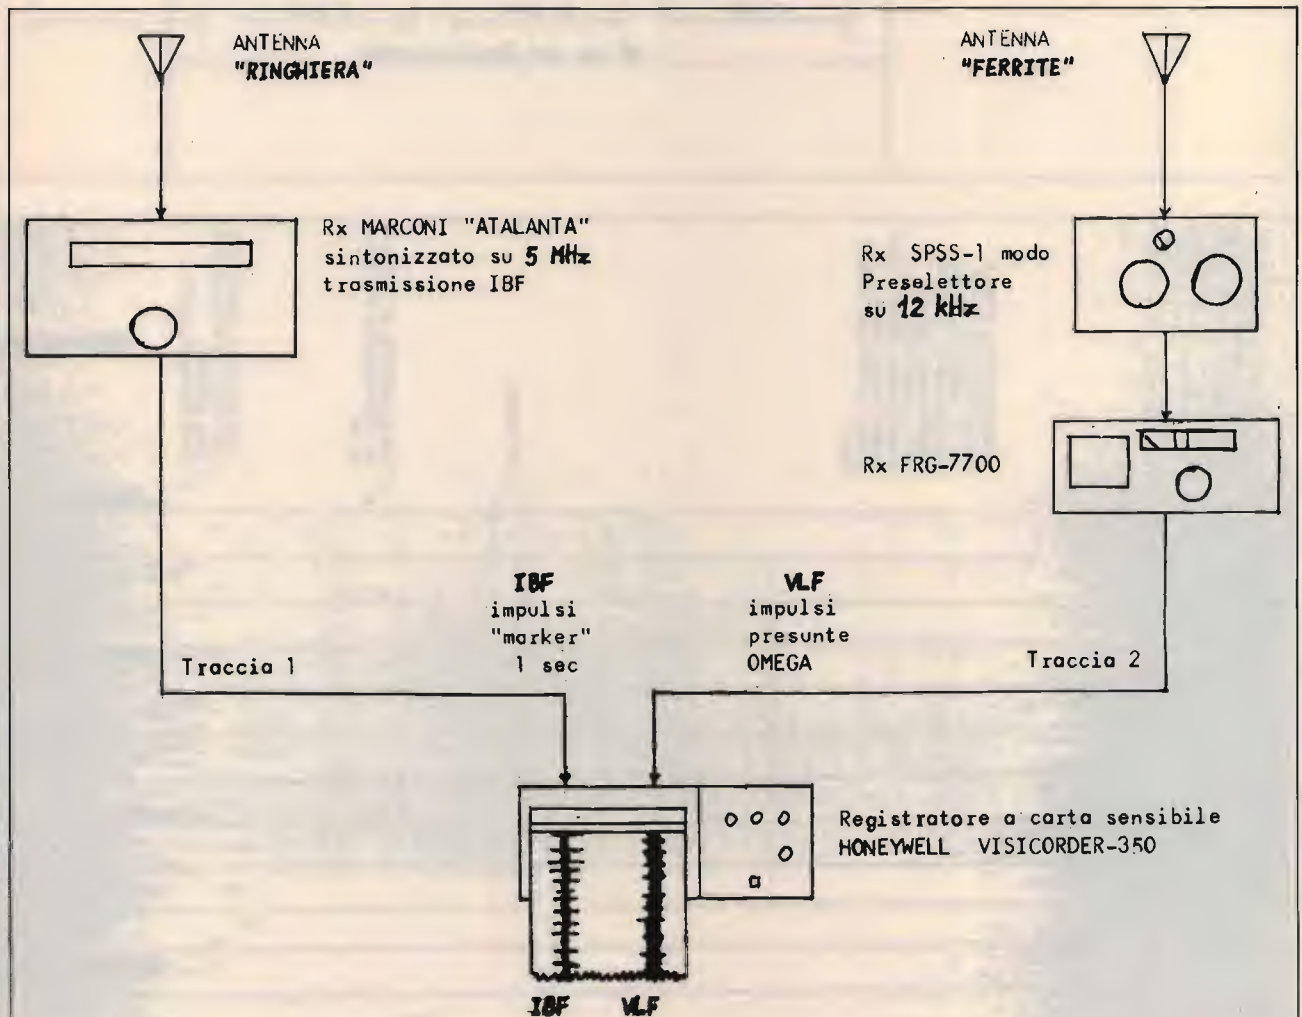 ANTENNA
"RINGHIERA"
ANTENNA
"FERRITE"
Rx MARCONI "ATALANTA"
sintonizzato su 5 MHz
trasmissione IBF
Rx SPSS-1 modo
Preselettore
su 12 kHz
Rx FRG-7700
IBF
impulsi
"marker"
1 sec
VLF
impulsi
presunte
OMEGA
Traccia 1
Traccia 2
Registratore a carta sensibile
HONEYWELL VISICORDER-350
IBF
VLF